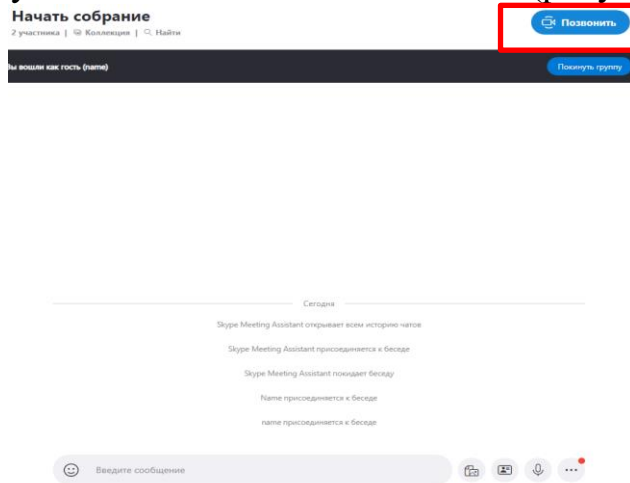 Начать собрание
Позвонить
2 участника | Коллекция | Найти
Вы вошли как гость (name)
Покинуть группу
Сегодня
Skype Meeting Assistant открывает всем историю чатов
Skype Meeting Assistant присоединяется к беседе
Skype Meeting Assistant покидает беседу
Name присоединяется к беседе
name присоединяется к беседе
Введите сообщение